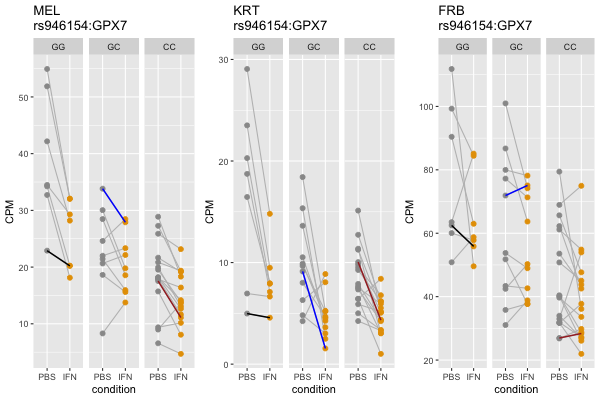 MEL
rs946154:GPX7
GG GC CC
50
40
30
20
10
CPM
PBS IFN PBS IFN PBS IFN
condition
KRT
rs946154:GPX7
GG GC CC
30
20
10
0
CPM
PBS IFN PBS IFN PBS IFN
condition
FRB
rs946154:GPX7
GG GC CC
100
80
60
40
20
CPM
PBS IFN PBS IFN PBS IFN
condition